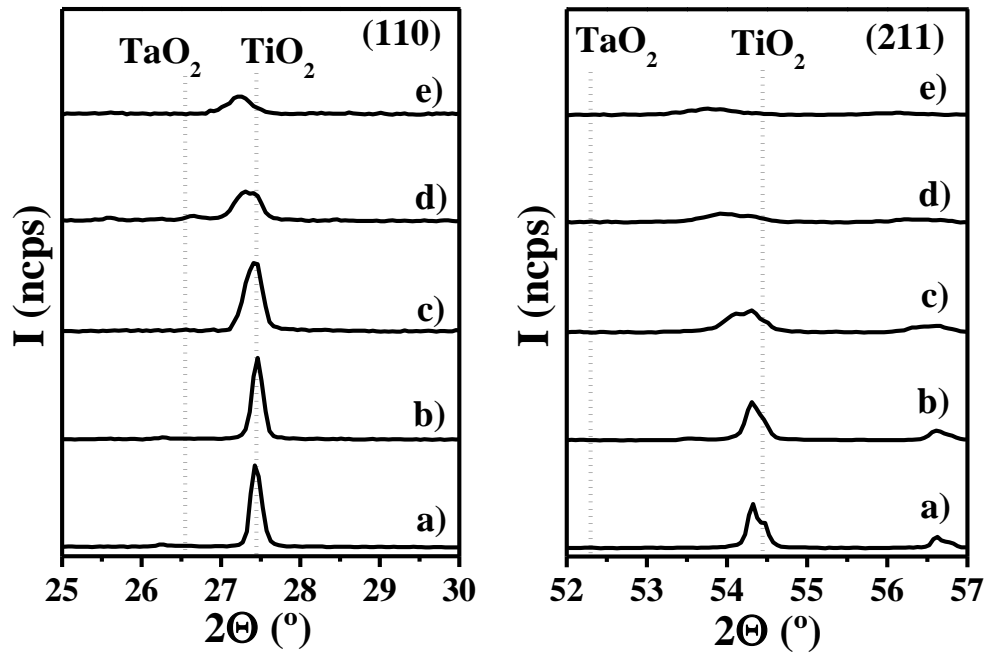 TaO₂ TiO₂ (110)
e)
d)
c)
b)
a)
I (ncps)
25 26 27 28 29 30
2Θ (º)
TaO₂ TiO₂ (211)
e)
d)
c)
b)
a)
I (ncps)
52 53 54 55 56 57
2Θ (º)